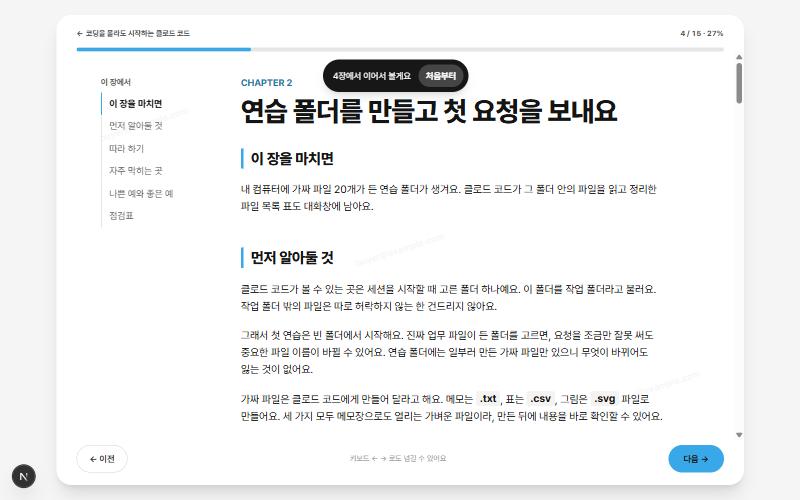 ← 코딩을 몰라도 시작하는 클로드 코드
4 / 15 · 27%
4장에서 이어서 볼게요 처음부터
이 장에서
이 장을 마치면
먼저 알아둘 것
따라 하기
자주 막히는 곳
나쁜 예와 좋은 예
점검표
CHAPTER 2
연습 폴더를 만들고 첫 요청을 보내요
이 장을 마치면
내 컴퓨터에 가짜 파일 20개가 든 연습 폴더가 생겨요. 클로드 코드가 그 폴더 안의 파일을 읽고 정리한
파일 목록 표도 대화창에 남아요.
먼저 알아둘 것
클로드 코드가 볼 수 있는 곳은 세션을 시작할 때 고른 폴더 하나예요. 이 폴더를 작업 폴더라고 불러요.
작업 폴더 밖의 파일은 따로 허락하지 않는 한 건드리지 않아요.
그래서 첫 연습은 빈 폴더에서 시작해요. 진짜 업무 파일이 든 폴더를 고르면, 요청을 조금만 잘못 써도
중요한 파일 이름이 바뀔 수 있어요. 연습 폴더에는 일부러 만든 가짜 파일만 있으니 무엇이 바뀌어도
잃는 것이 없어요.
가짜 파일은 클로드 코드에게 만들어 달라고 해요. 메모는 .txt , 표는 .csv , 그림은 .svg 파일로
만들어요. 세 가지 모두 메모장으로도 열리는 가벼운 파일이라, 만든 뒤에 내용을 바로 확인할 수 있어요.
← 이전
키보드 ← → 로도 넘길 수 있어요
다음 →
N